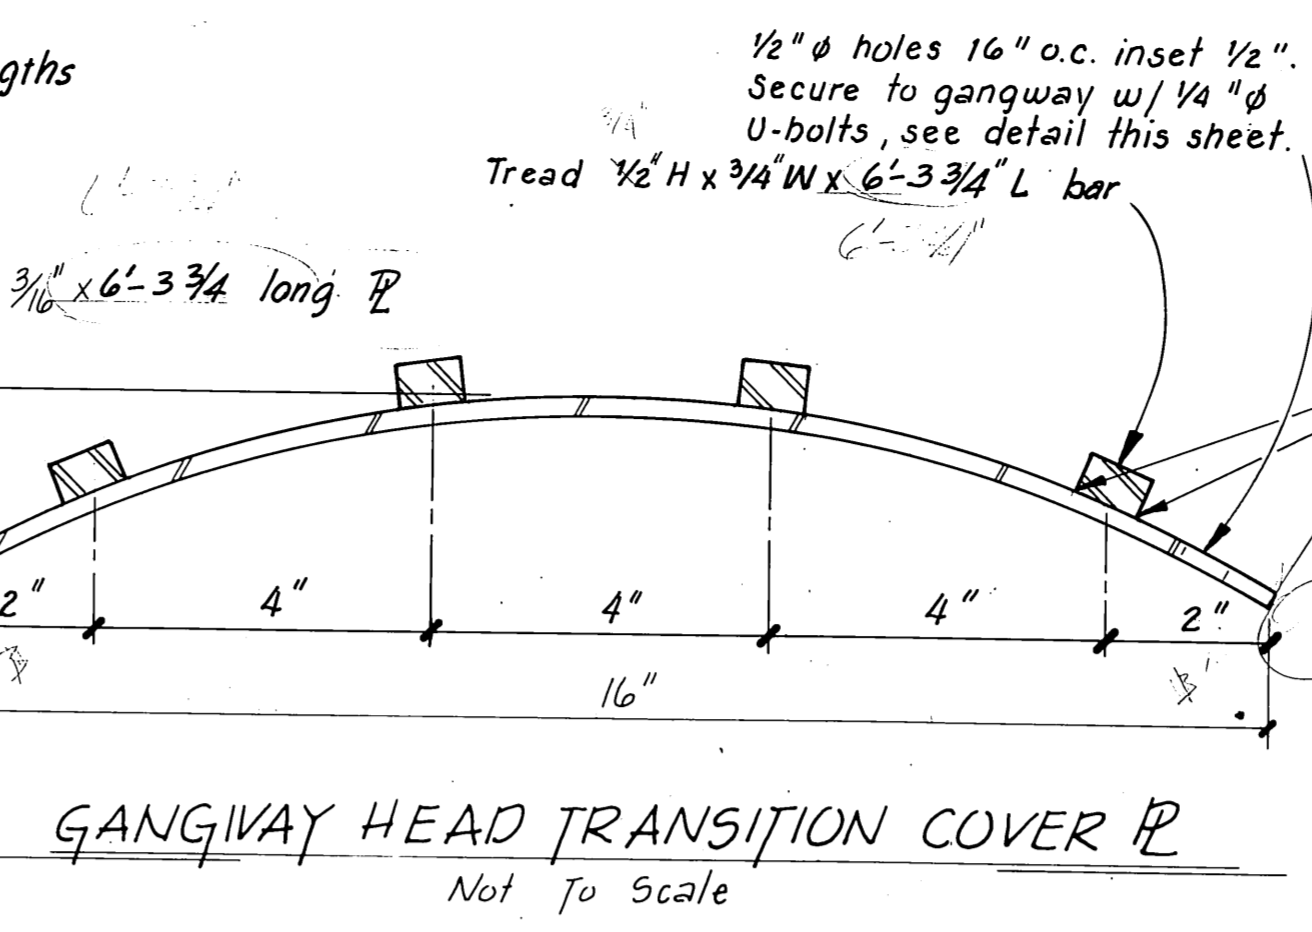 gths
1/2" ϕ holes 16" o.c. inset 1/2".
Secure to gangway w/ 1/4 "ϕ
U-bolts, see detail this sheet.
3/4"
Tread 1/2" H x 3/4" W x 6'-3 3/4" L bar
3/16" x 6'-3 3/4 long ⅊
2"
4"
4"
4"
2"
16"
GANGWAY HEAD TRANSITION COVER ⅊
Not To Scale